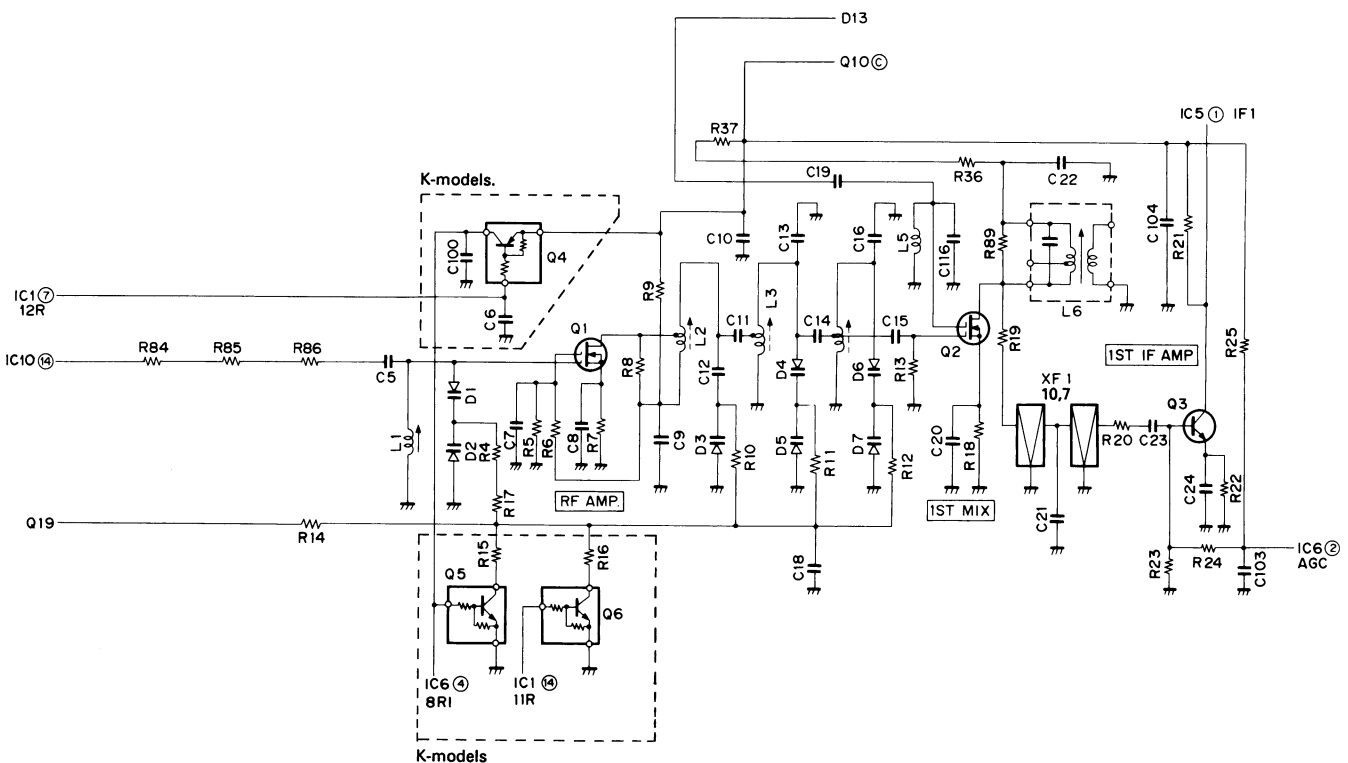 D13
Q10 Ⓒ
IC5 ① IF1
R37
C19
R36
C22
K-models.
C100
Q4
C10
C13
C16
L5
C116
R89
L6
C104
R21
IC1 ⑦
12R
C6
R9
L2
C11
L3
C14
C15
Q1
Q2
R19
1ST IF AMP
R25
IC10 ⑭
R84
R85
R86
C5
D1
R8
C12
D4
D6
R13
XF1
10,7
Q3
L1
D2
R4
C7
R5
R6
C8
R7
C9
D3
R10
D5
R11
D7
R12
C20
R18
R20
C23
C24
R22
R17
RF AMP.
1ST MIX
Q19
R14
C21
R15
R16
C18
R23
R24
C103
IC6 ②
AGC
Q5
Q6
IC6 ④
8RI
IC1 ⑭
11R
K-models